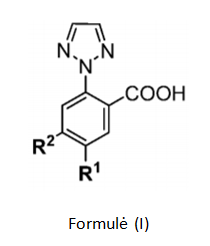 N N
N
COOH
R²
R¹
Formulė (I)